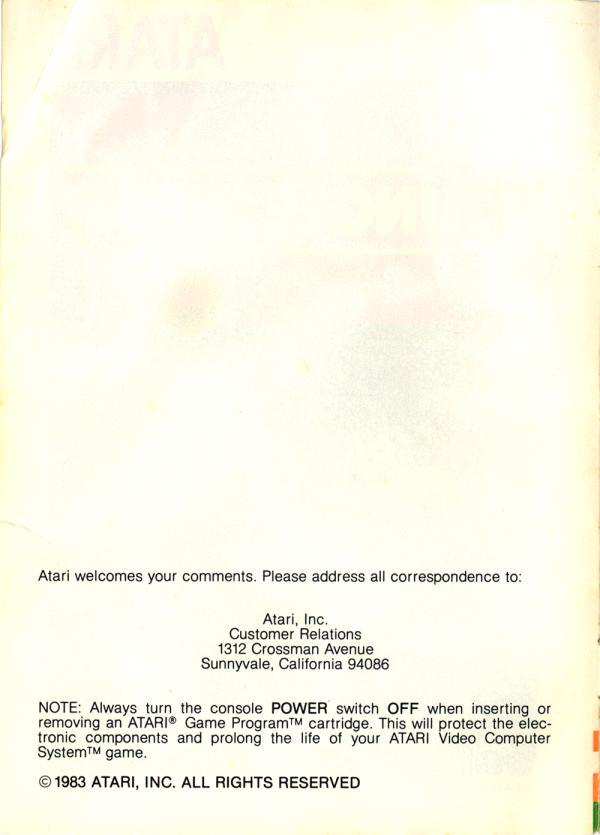 Atari welcomes your comments. Please address all correspondence to:
Atari, Inc.
Customer Relations
1312 Crossman Avenue
Sunnyvale, California 94086
NOTE: Always turn the console POWER switch OFF when inserting or
removing an ATARI® Game Program™ cartridge. This will protect the elec-
tronic components and prolong the life of your ATARI Video Computer
System™ game.
© 1983 ATARI, INC. ALL RIGHTS RESERVED